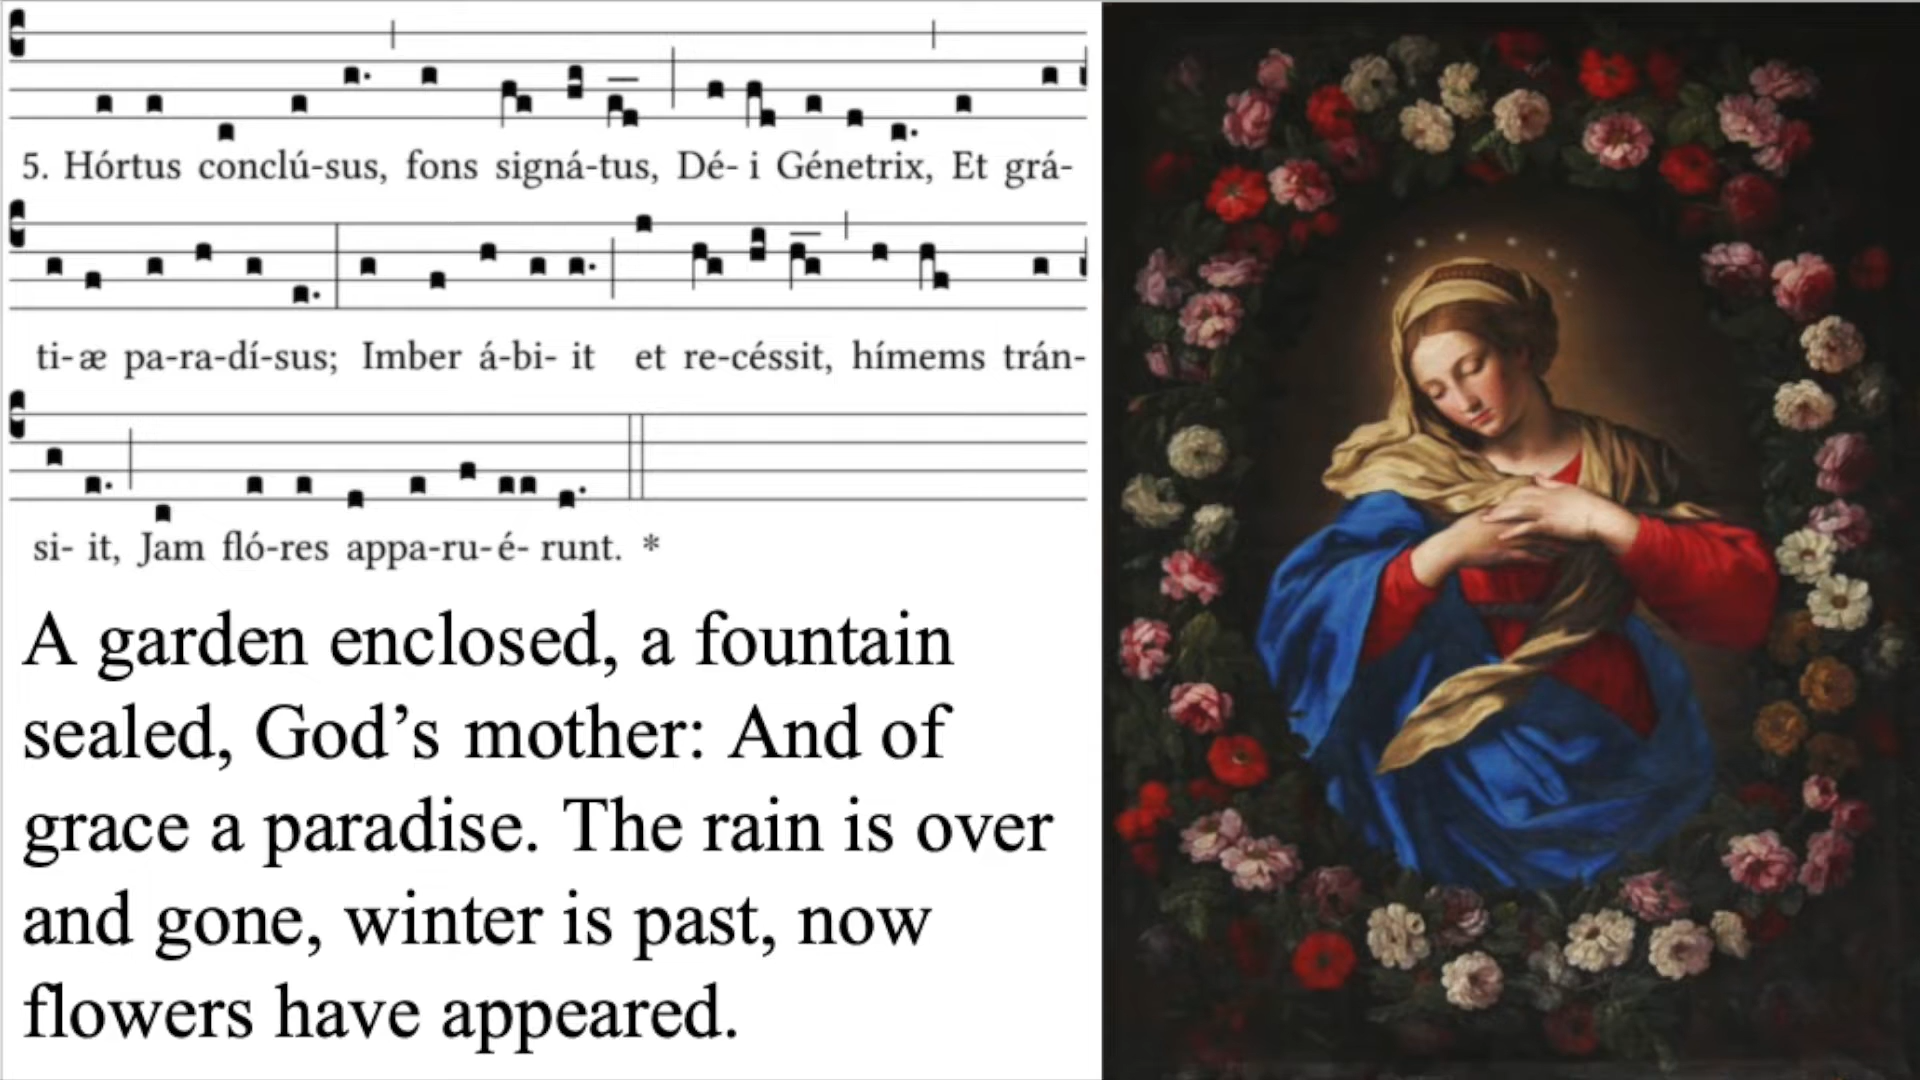 5. Hórtus conclú-sus, fons signá-tus, Dé- i Génetrix, Et grá-
ti-æ pa-ra-dí-sus; Imber á-bi- it et re-céssit, hímems trán-
si- it, Jam fló-res appa-ru-é- runt. *
A garden enclosed, a fountain
sealed, God’s mother: And of
grace a paradise. The rain is over
and gone, winter is past, now
flowers have appeared.